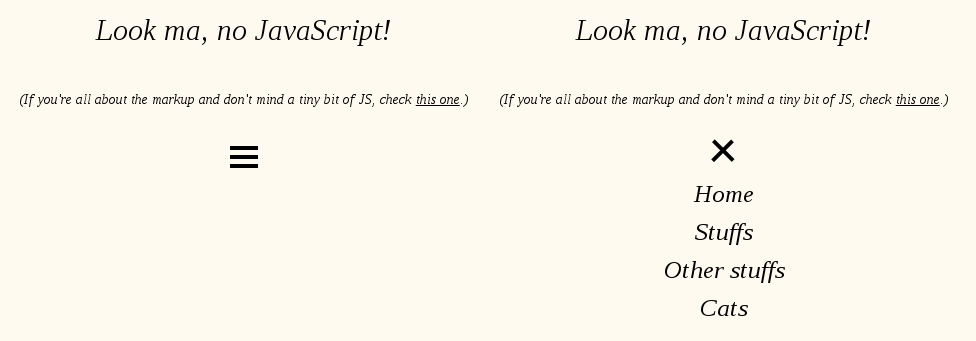 Look ma, no JavaScript!
(If you're all about the markup and don't mind a tiny bit of JS, check this one.)
Look ma, no JavaScript!
(If you're all about the markup and don't mind a tiny bit of JS, check this one.)
Home
Stuffs
Other stuffs
Cats